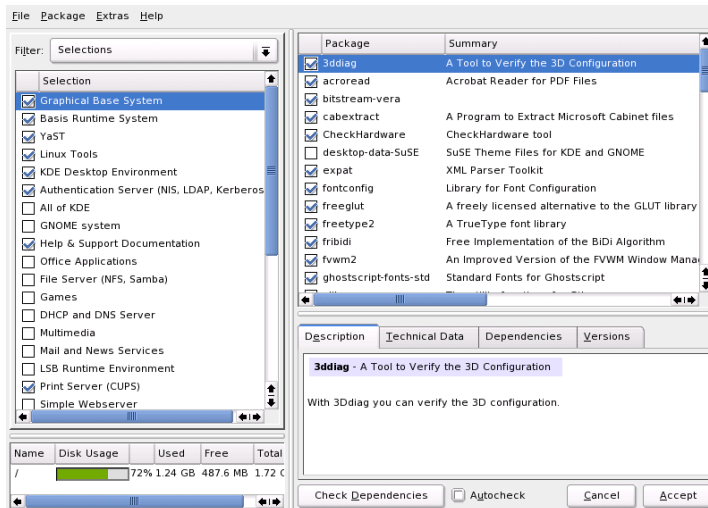 File Package Extras Help
Filter: Selections
Selection
Graphical Base System
Basis Runtime System
YaST
Linux Tools
KDE Desktop Environment
Authentication Server (NIS, LDAP, Kerberos
All of KDE
GNOME system
Help & Support Documentation
Office Applications
File Server (NFS, Samba)
Games
DHCP and DNS Server
Multimedia
Mail and News Services
LSB Runtime Environment
Print Server (CUPS)
Simple Webserver
Name Disk Usage Used Free Total
/ 72% 1.24 GB 487.6 MB 1.72
Package Summary
3ddiag A Tool to Verify the 3D Configuration
acroread Acrobat Reader for PDF Files
bitstream-vera
cabextract A Program to Extract Microsoft Cabinet files
CheckHardware CheckHardware tool
desktop-data-SuSE SuSE Theme Files for KDE and GNOME
expat XML Parser Toolkit
fontconfig Library for Font Configuration
freeglut A freely licensed alternative to the GLUT library
freetype2 A TrueType font library
fribidi Free Implementation of the BiDi Algorithm
fvwm2 An Improved Version of the FVWM Window
ghostscript-fonts-std Standard Fonts for Ghostscript
Description Technical Data Dependencies Versions
3ddiag - A Tool to Verify the 3D Configuration
With 3Ddiag you can verify the 3D configuration.
Check Dependencies Autocheck Cancel Accept